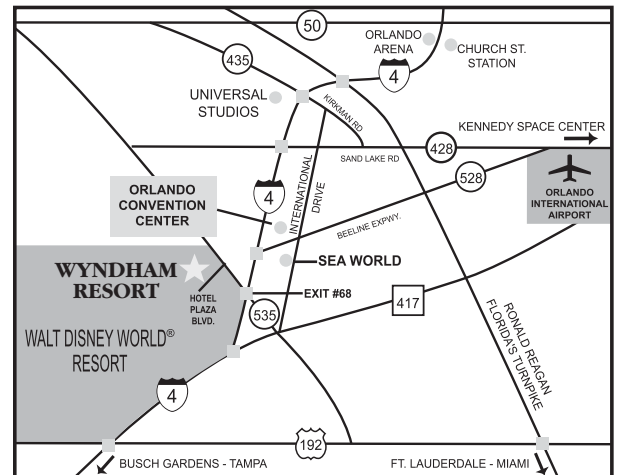 50
ORLANDO
ARENA
CHURCH ST.
STATION
435
4
UNIVERSAL
STUDIOS
KIRKMAN RD
KENNEDY SPACE CENTER
428
SAND LAKE RD
528
ORLANDO
INTERNATIONAL
AIRPORT
ORLANDO
CONVENTION
CENTER
4
INTERNATIONAL
DRIVE
BEELINE EXPWY.
SEA WORLD
WYNDHAM
RESORT
HOTEL
PLAZA
BLVD.
EXIT #68
417
535
RONALD REAGAN
FLORIDA'S TURNPIKE
WALT DISNEY WORLD®
RESORT
4
192
BUSCH GARDENS - TAMPA
FT. LAUDERDALE - MIAMI